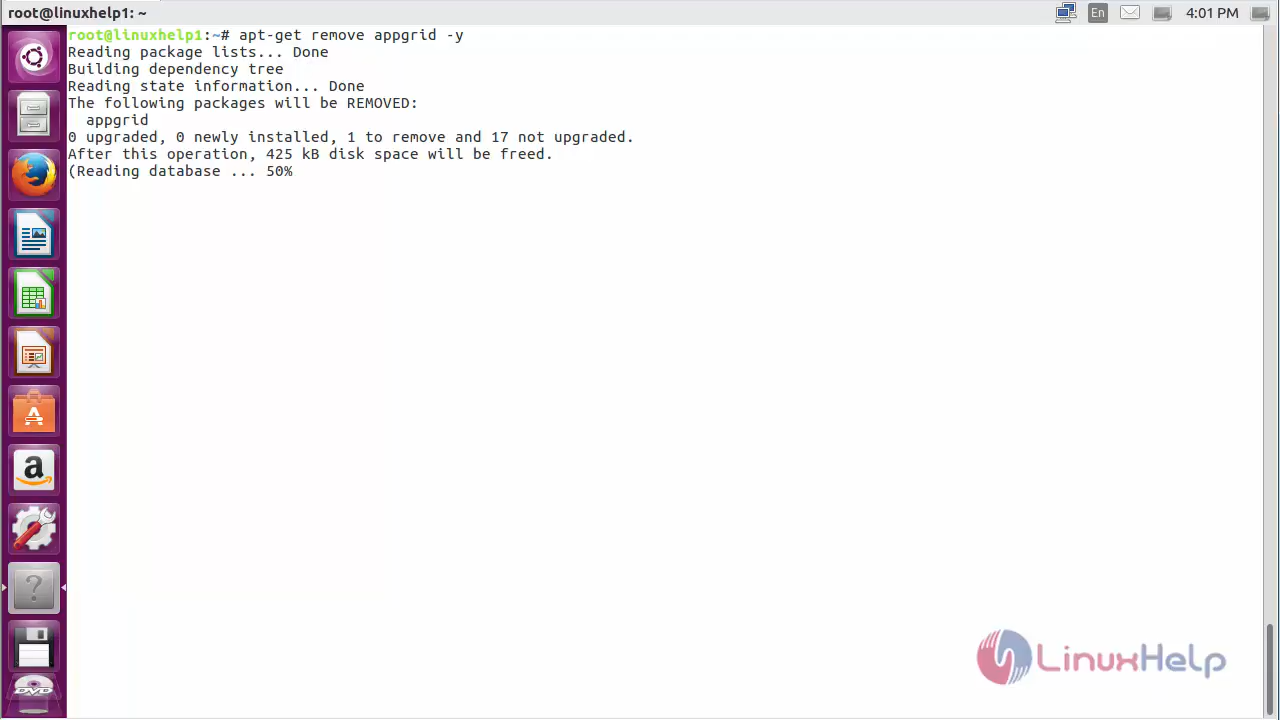 root@linuxhelp1: ~
En
4:01 PM
root@linuxhelp1:~# apt-get remove appgrid -y
Reading package lists... Done
Building dependency tree
Reading state information... Done
The following packages will be REMOVED:
  appgrid
0 upgraded, 0 newly installed, 1 to remove and 17 not upgraded.
After this operation, 425 kB disk space will be freed.
(Reading database ... 50%
A
a
?
LinuxHelp